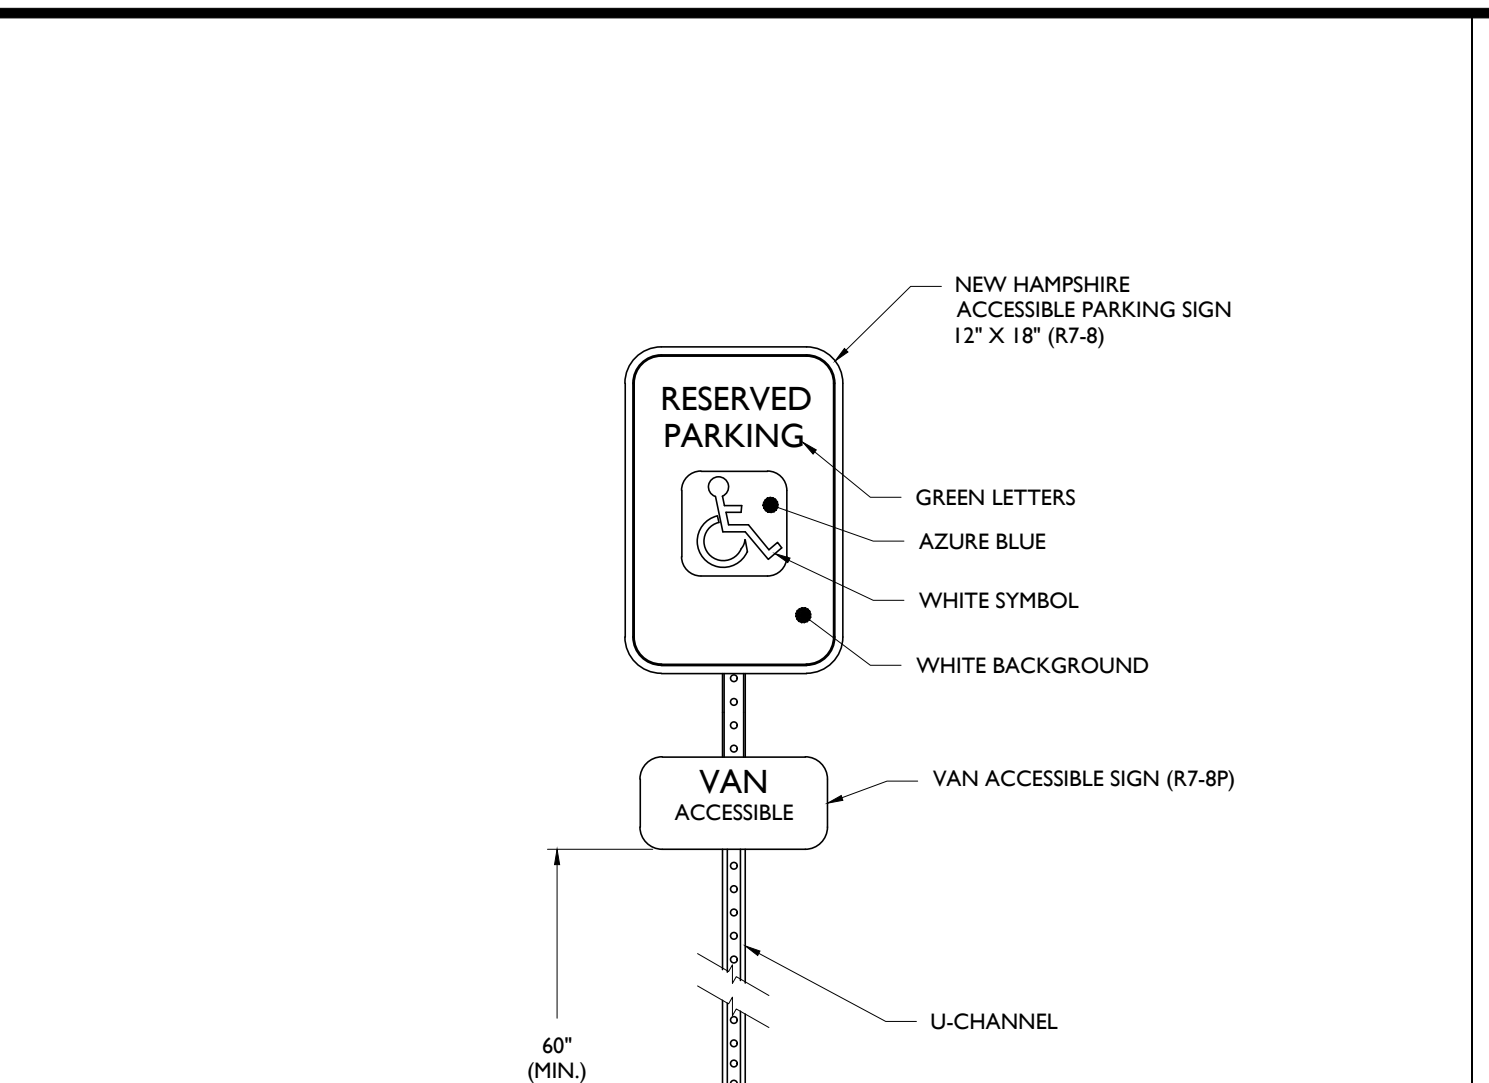 NEW HAMPSHIRE
ACCESSIBLE PARKING SIGN
12" X 18" (R7-8)
RESERVED
PARKING
GREEN LETTERS
AZURE BLUE
WHITE SYMBOL
WHITE BACKGROUND
VAN
ACCESSIBLE
VAN ACCESSIBLE SIGN (R7-8P)
U-CHANNEL
60"
(MIN.)